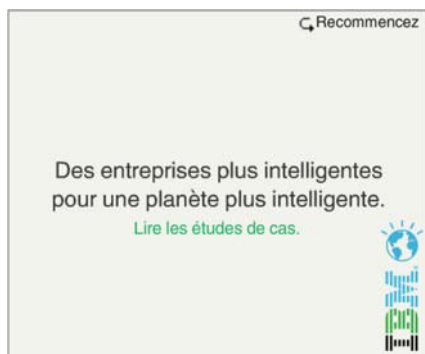 Recommencez
Des entreprises plus intelligentes
pour une planète plus intelligente.
Lire les études de cas.
IBM.